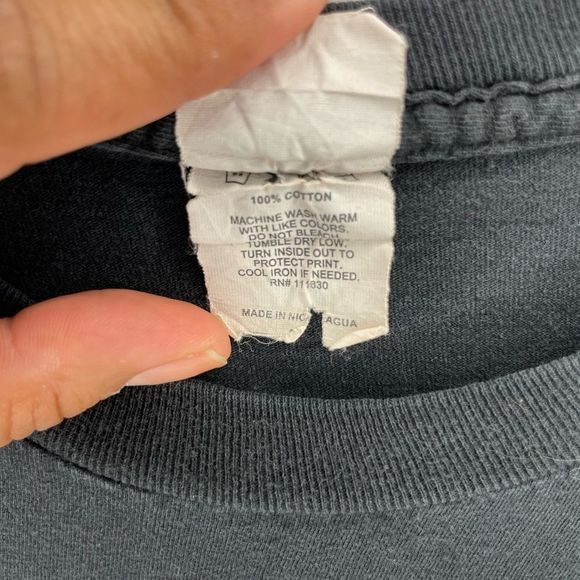 100% COTTON
MACHINE WASH WARM
WITH LIKE COLORS.
DO NOT BLEACH.
TUMBLE DRY LOW.
TURN INSIDE OUT TO
PROTECT PRINT.
COOL IRON IF NEEDED.
RN# 111830
MADE IN